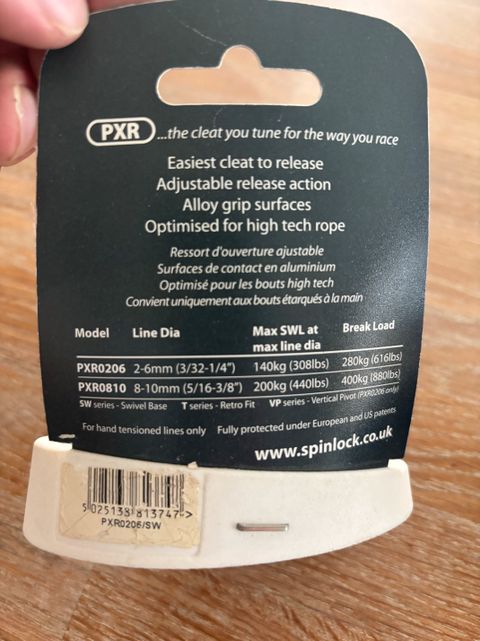 PXR ...the cleat you tune for the way you race
Easiest cleat to release
Adjustable release action
Alloy grip surfaces
Optimised for high tech rope
Ressort d'ouverture ajustable
Surfaces de contact en aluminium
Optimisé pour les bouts high tech
Convient uniquement aux bouts étarqués à la main
Model Line Dia Max SWL at max line dia Break Load
PXR0206 2-6mm (3/32-1/4") 140kg (308lbs) 280kg (616lbs)
PXR0810 8-10mm (5/16-3/8") 200kg (440lbs) 400kg (880lbs)
SW series - Swivel Base T series - Retro Fit VP series - Vertical Pivot (PXR0206 only)
For hand tensioned lines only Fully protected under European and US patents
www.spinlock.co.uk
5 025138 813747 >
PXR0206/SW